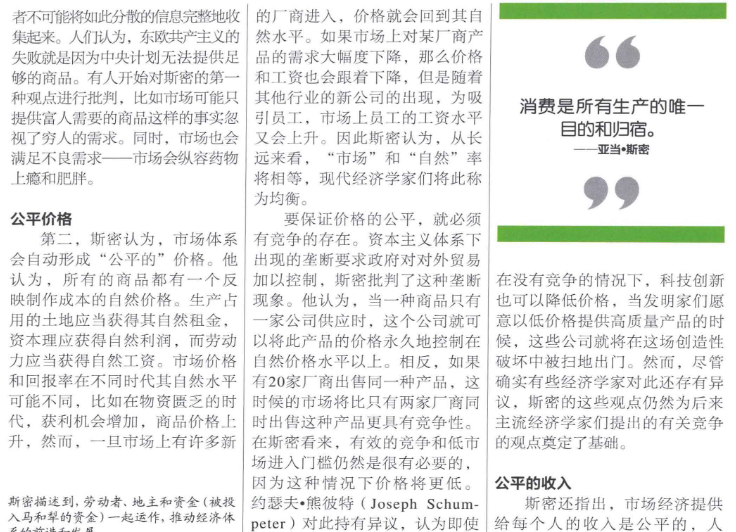 者不可能将如此分散的信息完整地收
集起来。人们认为，东欧共产主义的
失败就是因为中央计划无法提供足
够的商品。有人开始对斯密的第一
种观点进行批判，比如市场可能只
提供富人需要的商品这样的事实忽
视了穷人的需求。同时，市场也会
满足不良需求——市场会纵容药物
上瘾和肥胖。
公平价格
第二，斯密认为，市场体系
会自动形成“公平的”价格。他
认为，所有的商品都有一个反
映制作成本的自然价格。生产占
用的土地应当获得其自然租金，
资本理应获得自然利润，而劳动
力应当获得自然工资。市场价格
和回报率在不同时代其自然水平
可能不同，比如在物资匮乏的时
代，获利机会增加，商品价格上
升，然而，一旦市场上有许多新
斯密描述到，劳动者、地主和资金（被投
入马和犁的资金）一起运作，推动经济体
的厂商进入，价格就会回到其自
然水平。如果市场上对某厂商产
品的需求大幅度下降，那么价格
和工资也会跟着下降，但是随着
其他行业的新公司的出现，为吸
引员工，市场上员工的工资水平
又会上升。因此斯密认为，从长
远来看，“市场”和“自然”率
将相等，现代经济学家们将此称
为均衡。
要保证价格的公平，就必须
有竞争的存在。资本主义体系下
出现的垄断要求政府对对外贸易
加以控制，斯密批判了这种垄断
现象。他认为，当一种商品只有
一家公司供应时，这个公司就可
以将此产品的价格永久地控制在
自然价格水平以上。相反，如果
有20家厂商出售同一种产品，这
时候的市场将比只有两家厂商同
时出售这种产品更具有竞争性。
在斯密看来，有效的竞争和低市
场进入门槛仍然是很有必要的，
因为这种情况下价格将更低。
约瑟夫•熊彼特（Joseph Schum-
peter）对此持有异议，认为即使
“
消费是所有生产的唯一
目的和归宿。
——亚当•斯密
”
在没有竞争的情况下，科技创新
也可以降低价格，当发明家们愿
意以低价格提供高质量产品的时
候，这些公司就将在这场创造性
破坏中被扫地出门。然而，尽管
确实有些经济学家对此还存有异
议，斯密的这些观点仍然为后来
主流经济学家们提出的有关竞争
的观点奠定了基础。
公平的收入
斯密还指出，市场经济提供
给每个人的收入是公平的，人